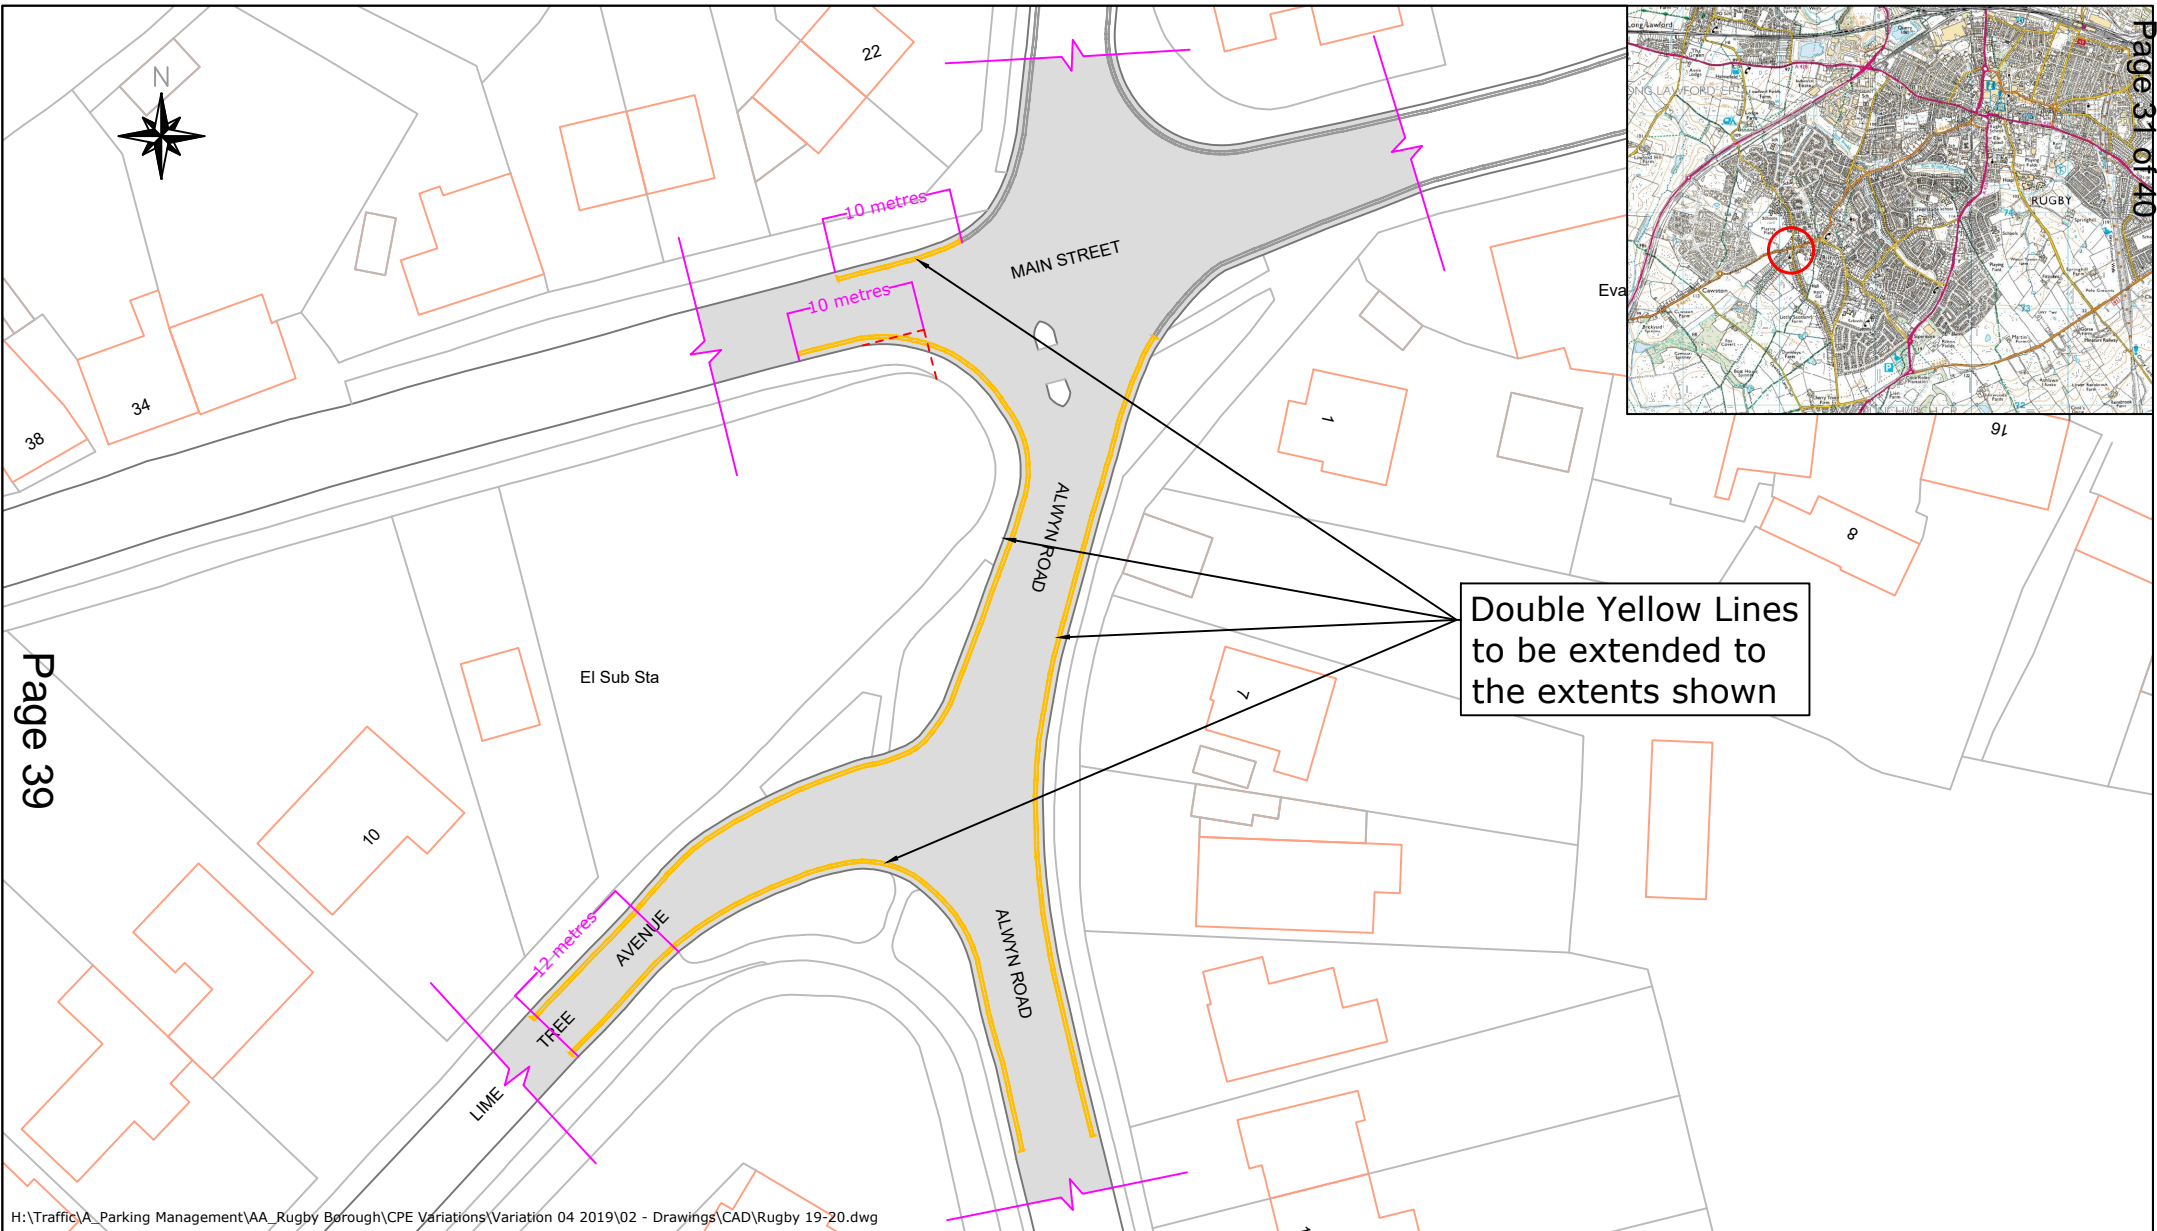 Page 31 of 40
N
22
10 metres
MAIN STREET
10 metres
34
38
ALWYN ROAD
1
Eva
16
8
RUGBY
Double Yellow Lines
to be extended to
the extents shown
El Sub Sta
7
Page 39
10
12 metres
AVENUE
TREE
LIME
ALWYN ROAD
H:\Traffic\A_Parking Management\AA_Rugby Borough\CPE Variations\Variation 04 2019\02 - Drawings\CAD\Rugby 19-20.dwg